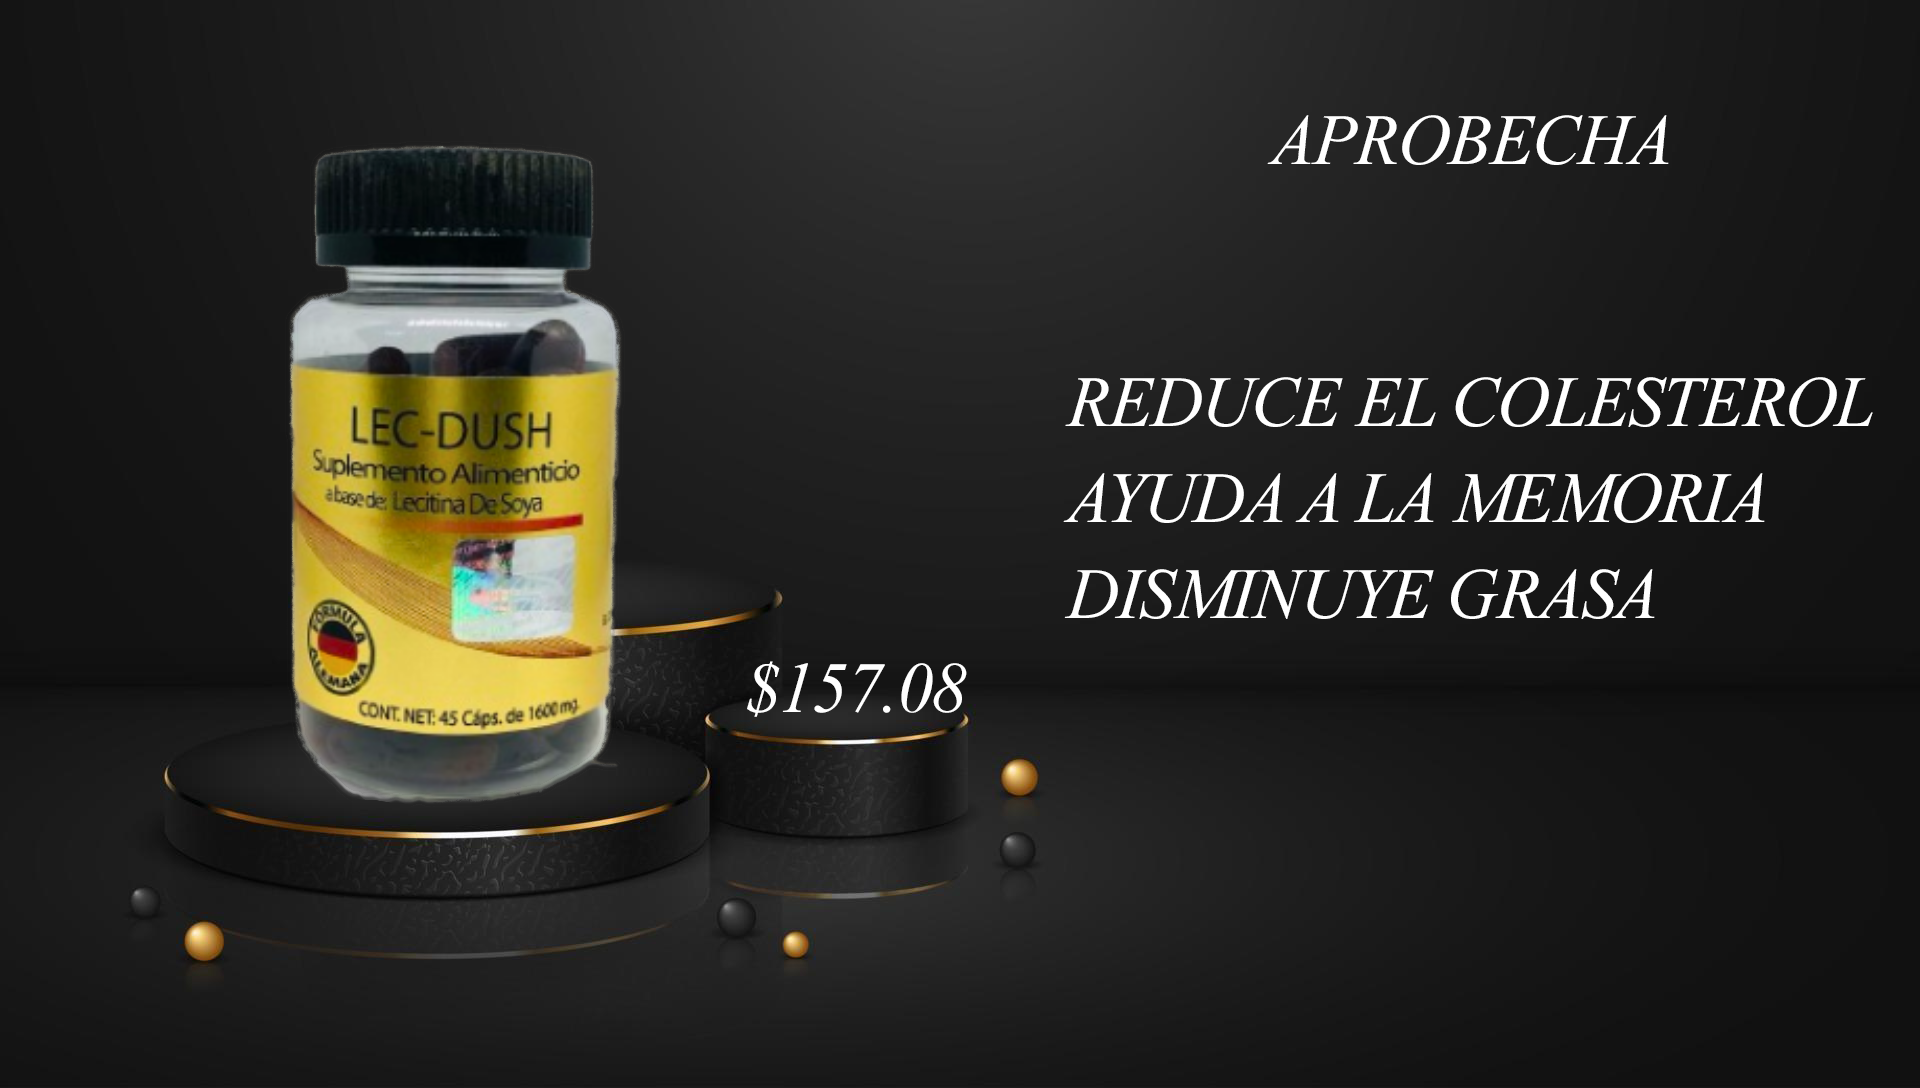 APROBECHA
REDUCE EL COLESTEROL
AYUDA A LA MEMORIA
DISMINUYE GRASA
$157.08
LEC-DUSH
Suplemento Alimenticio
a base de: Lecitina De Soya
FORMULA
ALEMANA
CONT. NET: 45 Cáps. de 1600 mg.